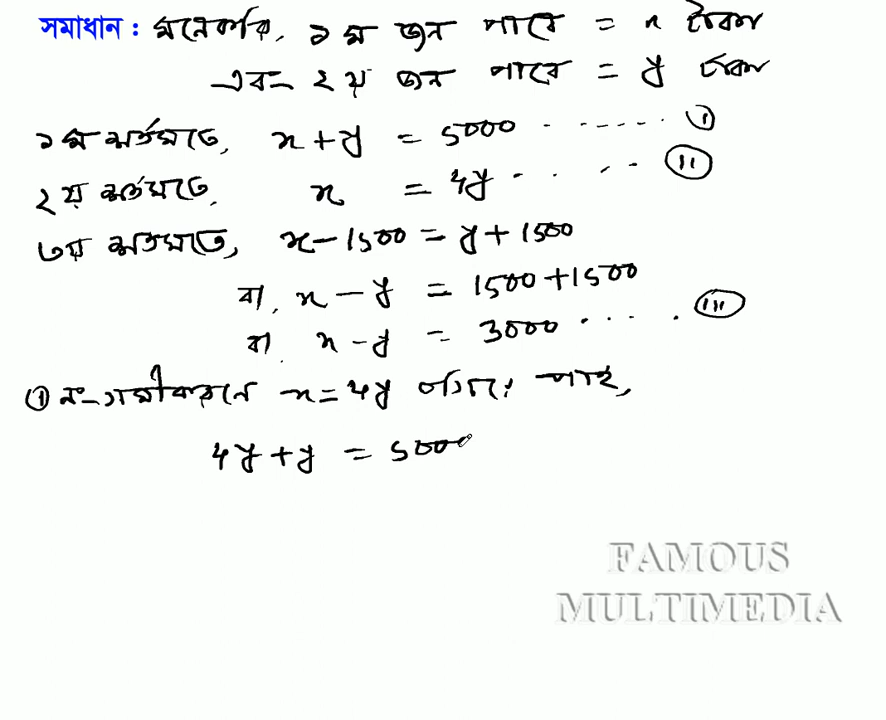 সমাধান : মনেকরি, ১ম জন পাবে = x টাকা
এবং ২য় জন পাবে = y টাকা
১ম শর্তমতে, x + y = 5000 ........ (i)
২য় শর্তমতে, x = 4y ..... (ii)
৩য় শর্তমতে, x - 1500 = y + 1500
বা, x - y = 1500 + 1500
বা, x - y = 3000 ..... (iii)
(i) নং সমীকরনে x = 4y বসিয়ে পাই,
4y + y = 5000
FAMOUS
MULTIMEDIA